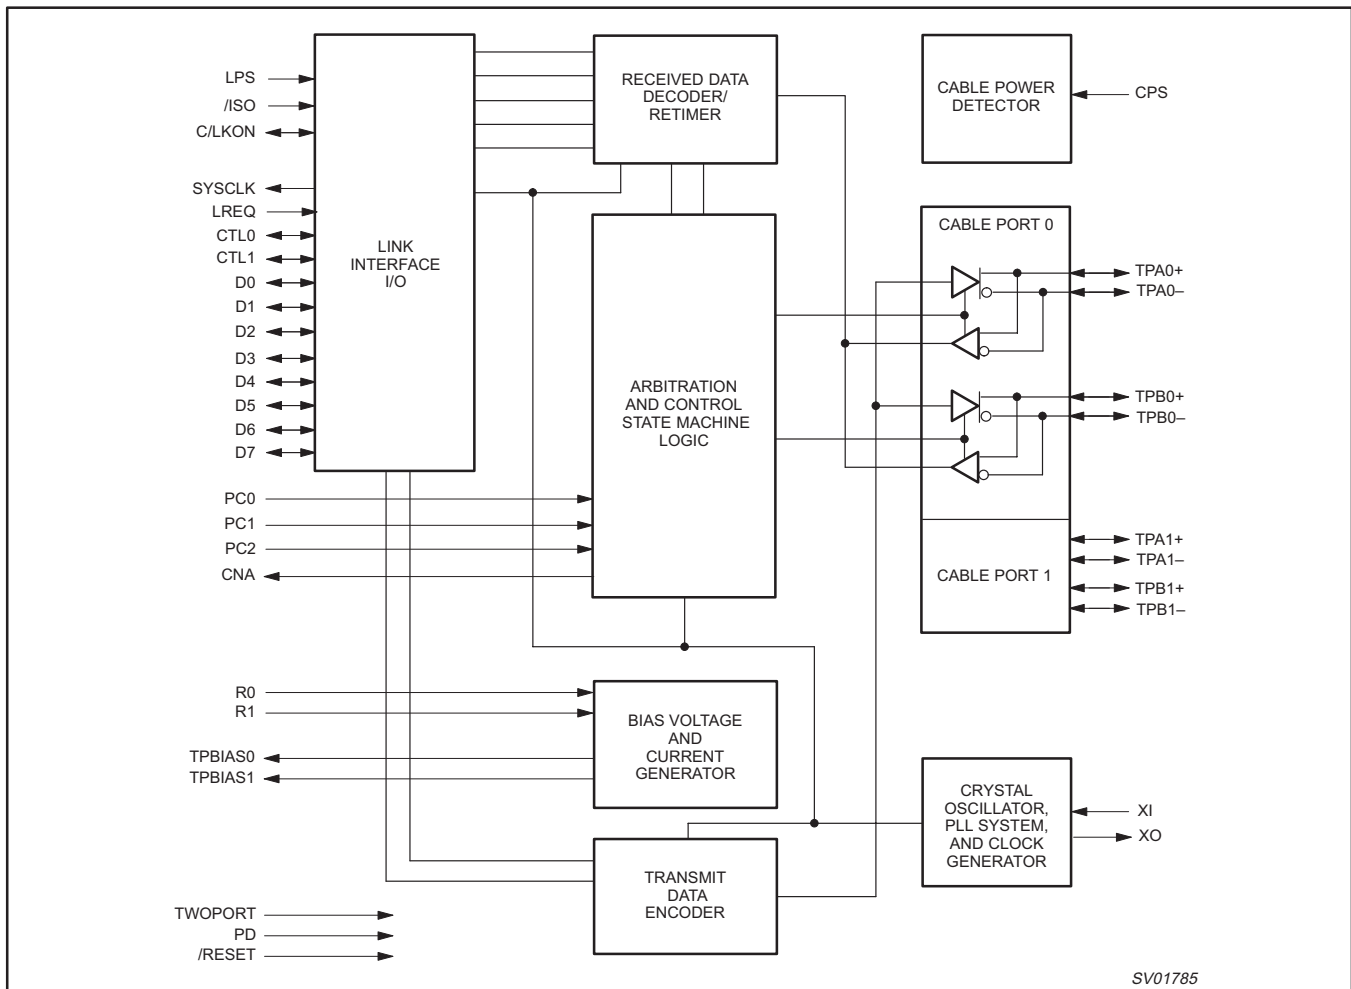 LPS
/ISO
C/LKON
SYSCLK
LREQ
CTL0
CTL1
D0
D1
D2
D3
D4
D5
D6
D7
PC0
PC1
PC2
CNA
R0
R1
TPBIAS0
TPBIAS1
TWOPORT
PD
/RESET
LINK
INTERFACE
I/O
RECEIVED DATA
DECODER/
RETIMER
ARBITRATION
AND CONTROL
STATE MACHINE
LOGIC
BIAS VOLTAGE
AND
CURRENT
GENERATOR
TRANSMIT
DATA
ENCODER
CABLE POWER
DETECTOR
CPS
CABLE PORT 0
TPA0+
TPA0–
TPB0+
TPB0–
CABLE PORT 1
TPA1+
TPA1–
TPB1+
TPB1–
CRYSTAL
OSCILLATOR,
PLL SYSTEM,
AND CLOCK
GENERATOR
XI
XO
SV01785